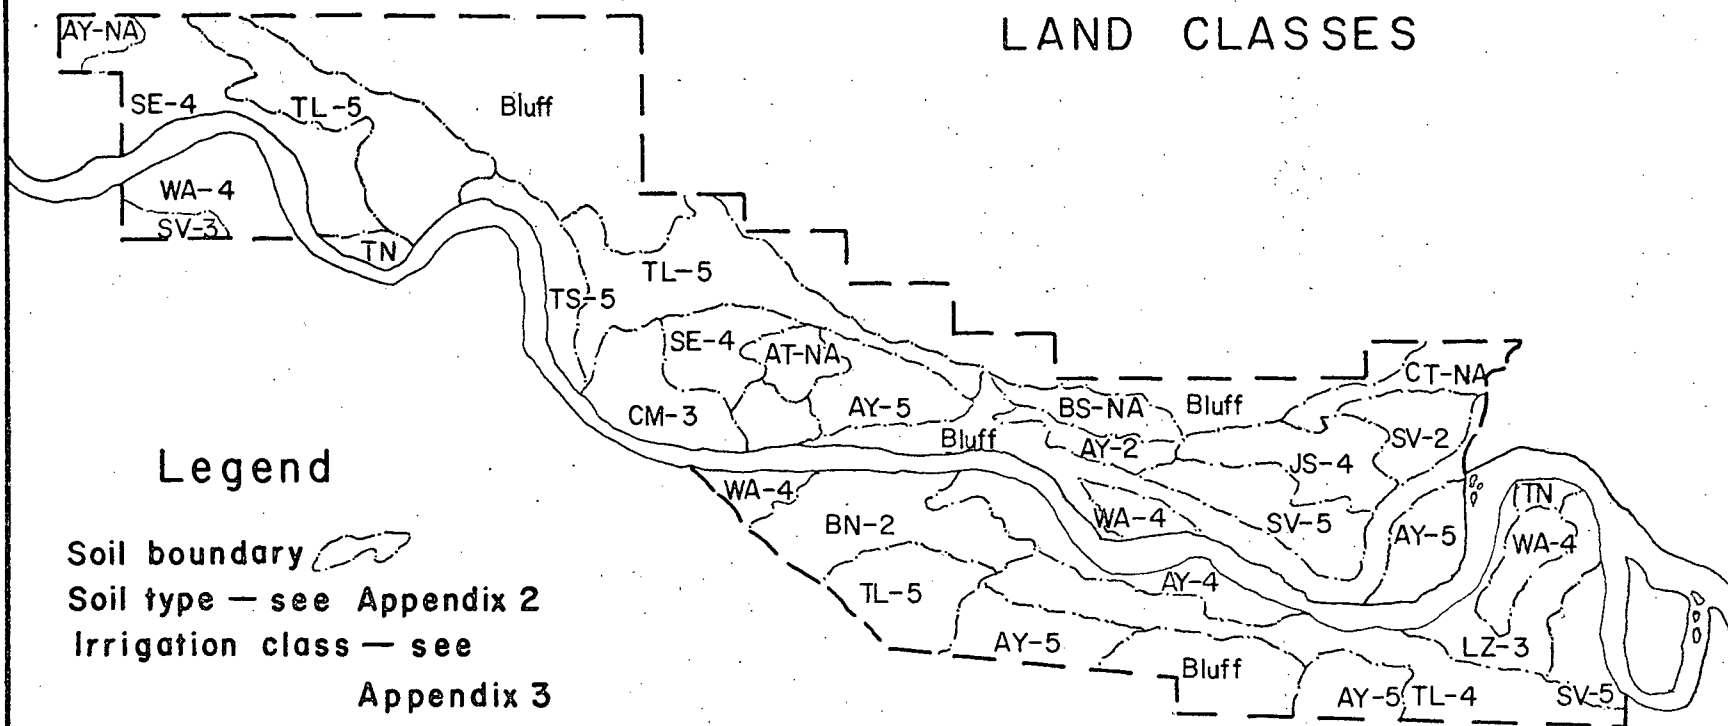 LAND CLASSES
AY-NA
SE-4
TL-5
Bluff
WA-4
SV-3
TN
TL-5
TS-5
SE-4
AT-NA
CM-3
AY-5
Bluff
BS-NA
Bluff
CT-NA
AY-2
SV-2
JS-4
WA-4
BN-2
WA-4
SV-5
AY-5
TN
WA-4
TL-5
AY-4
AY-5
Bluff
LZ-3
AY-5
TL-4
SV-5
Legend
Soil boundary
Soil type — see Appendix 2
Irrigation class — see
Appendix 3